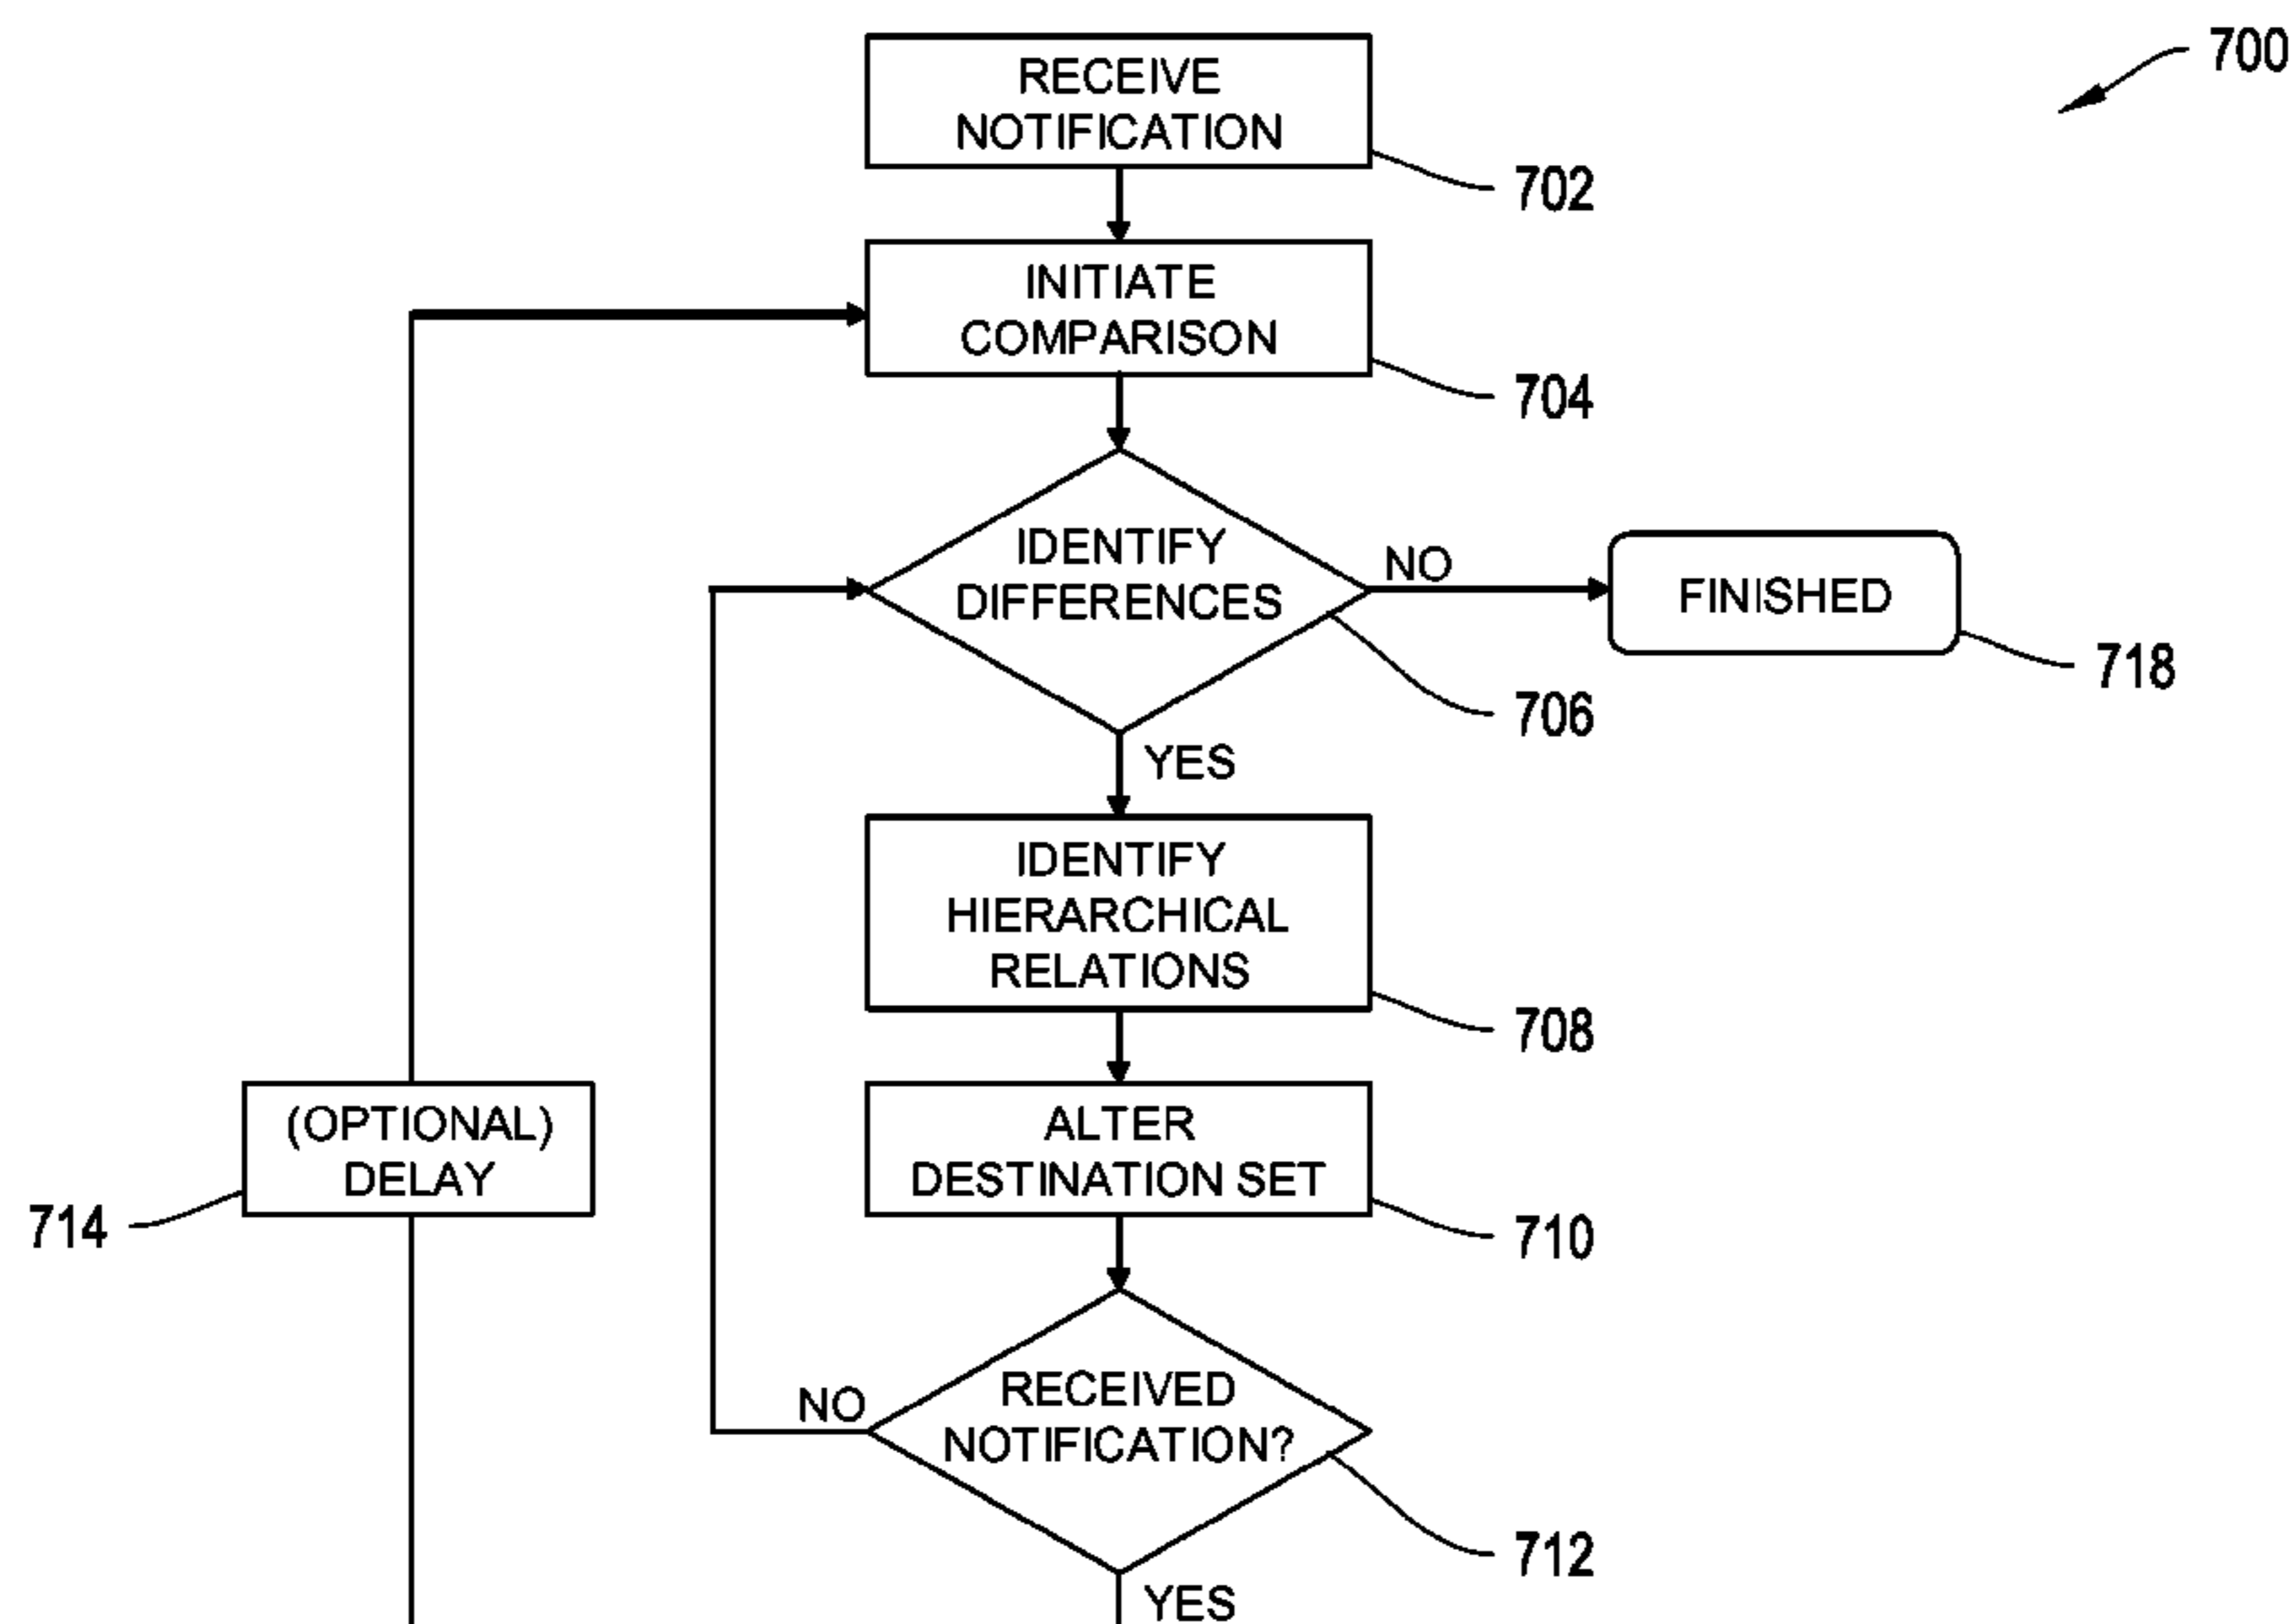 700
RECEIVE
NOTIFICATION
702
INITIATE
COMPARISON
704
IDENTIFY
DIFFERENCES
NO
FINISHED
718
706
YES
IDENTIFY
HIERARCHICAL
RELATIONS
708
(OPTIONAL)
DELAY
714
ALTER
DESTINATION SET
710
RECEIVED
NOTIFICATION?
NO
712
YES